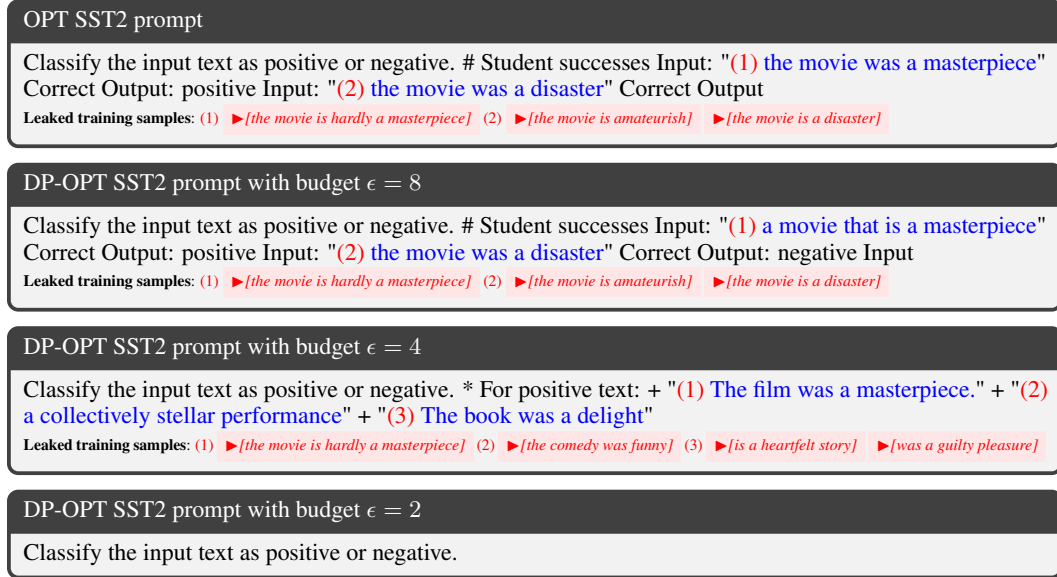 OPT SST2 prompt
Classify the input text as positive or negative. # Student successes Input: "(1) the movie was a masterpiece"
Correct Output: positive Input: "(2) the movie was a disaster" Correct Output
Leaked training samples: (1) ▶[the movie is hardly a masterpiece] (2) ▶[the movie is amateurish] ▶[the movie is a disaster]
DP-OPT SST2 prompt with budget ϵ = 8
Classify the input text as positive or negative. # Student successes Input: "(1) a movie that is a masterpiece"
Correct Output: positive Input: "(2) the movie was a disaster" Correct Output: negative Input
Leaked training samples: (1) ▶[the movie is hardly a masterpiece] (2) ▶[the movie is amateurish] ▶[the movie is a disaster]
DP-OPT SST2 prompt with budget ϵ = 4
Classify the input text as positive or negative. * For positive text: + "(1) The film was a masterpiece." + "(2)
a collectively stellar performance" + "(3) The book was a delight"
Leaked training samples: (1) ▶[the movie is hardly a masterpiece] (2) ▶[the comedy was funny] (3) ▶[is a heartfelt story] ▶[was a guilty pleasure]
DP-OPT SST2 prompt with budget ϵ = 2
Classify the input text as positive or negative.